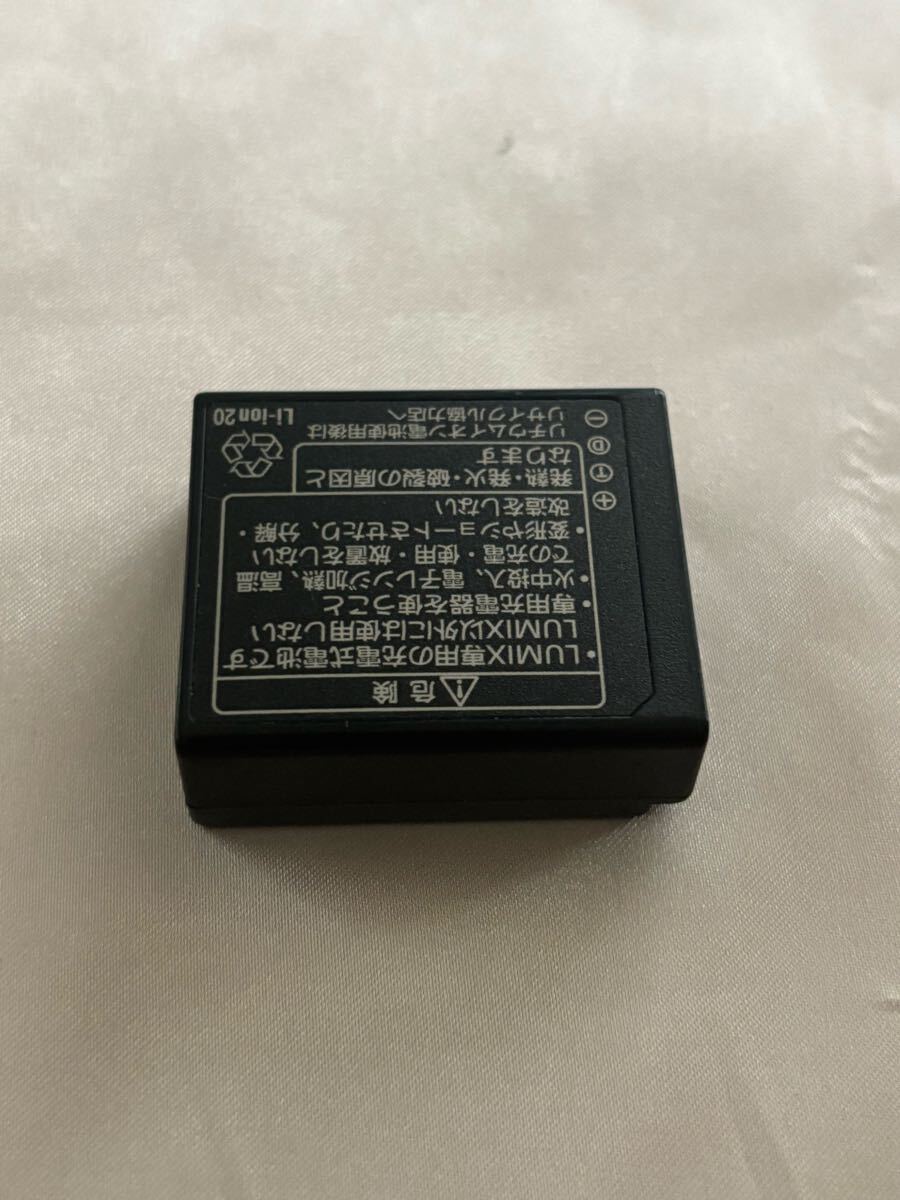 ⚠危険
・LUMIX専用の充電式電池です
LUMIX以外には使用しない
・専用充電器を使うこと
・火中投入、電子レンジ加熱、高温
での充電・使用・放置をしない
・変形やショートさせたり、分解・
改造をしない
発熱・発火・破裂の原因と
なります
リチウムイオン電池使用後は
リサイクル協力店へ
Li-ion20
⊕
Ⓣ
Ⓓ
⊖